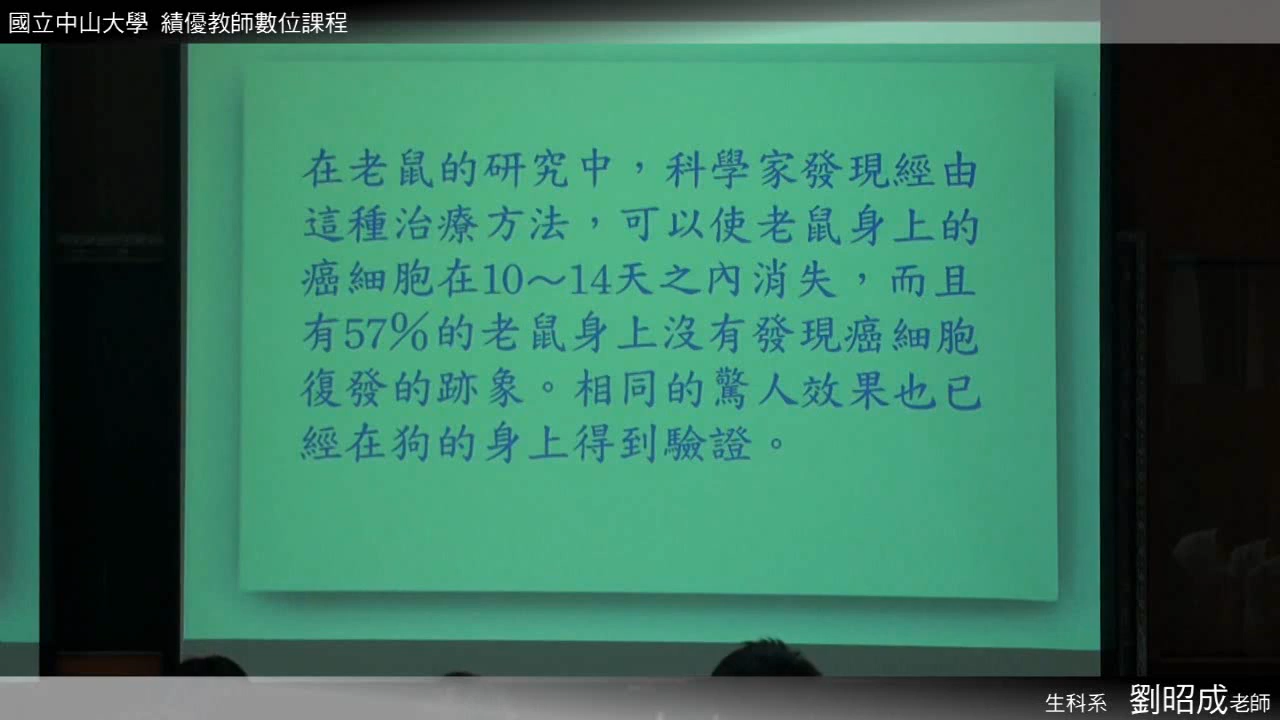 國立中山大學 績優教師數位課程
在老鼠的研究中，科學家發現經由
這種治療方法，可以使老鼠身上的
癌細胞在10～14天之內消失，而且
有57%的老鼠身上沒有發現癌細胞
復發的跡象。相同的驚人效果也已
經在狗的身上得到驗證。
生科系 劉昭成老師